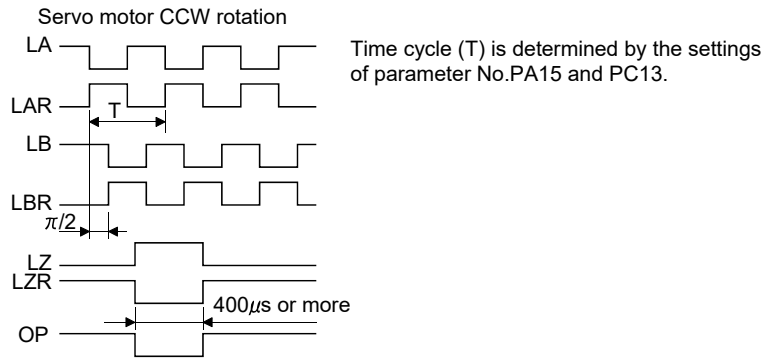 Servo motor CCW rotation
LA
Time cycle (T) is determined by the settings
of parameter No.PA15 and PC13.
LAR
T
LB
LBR
π/2
LZ
LZR
400μs or more
OP